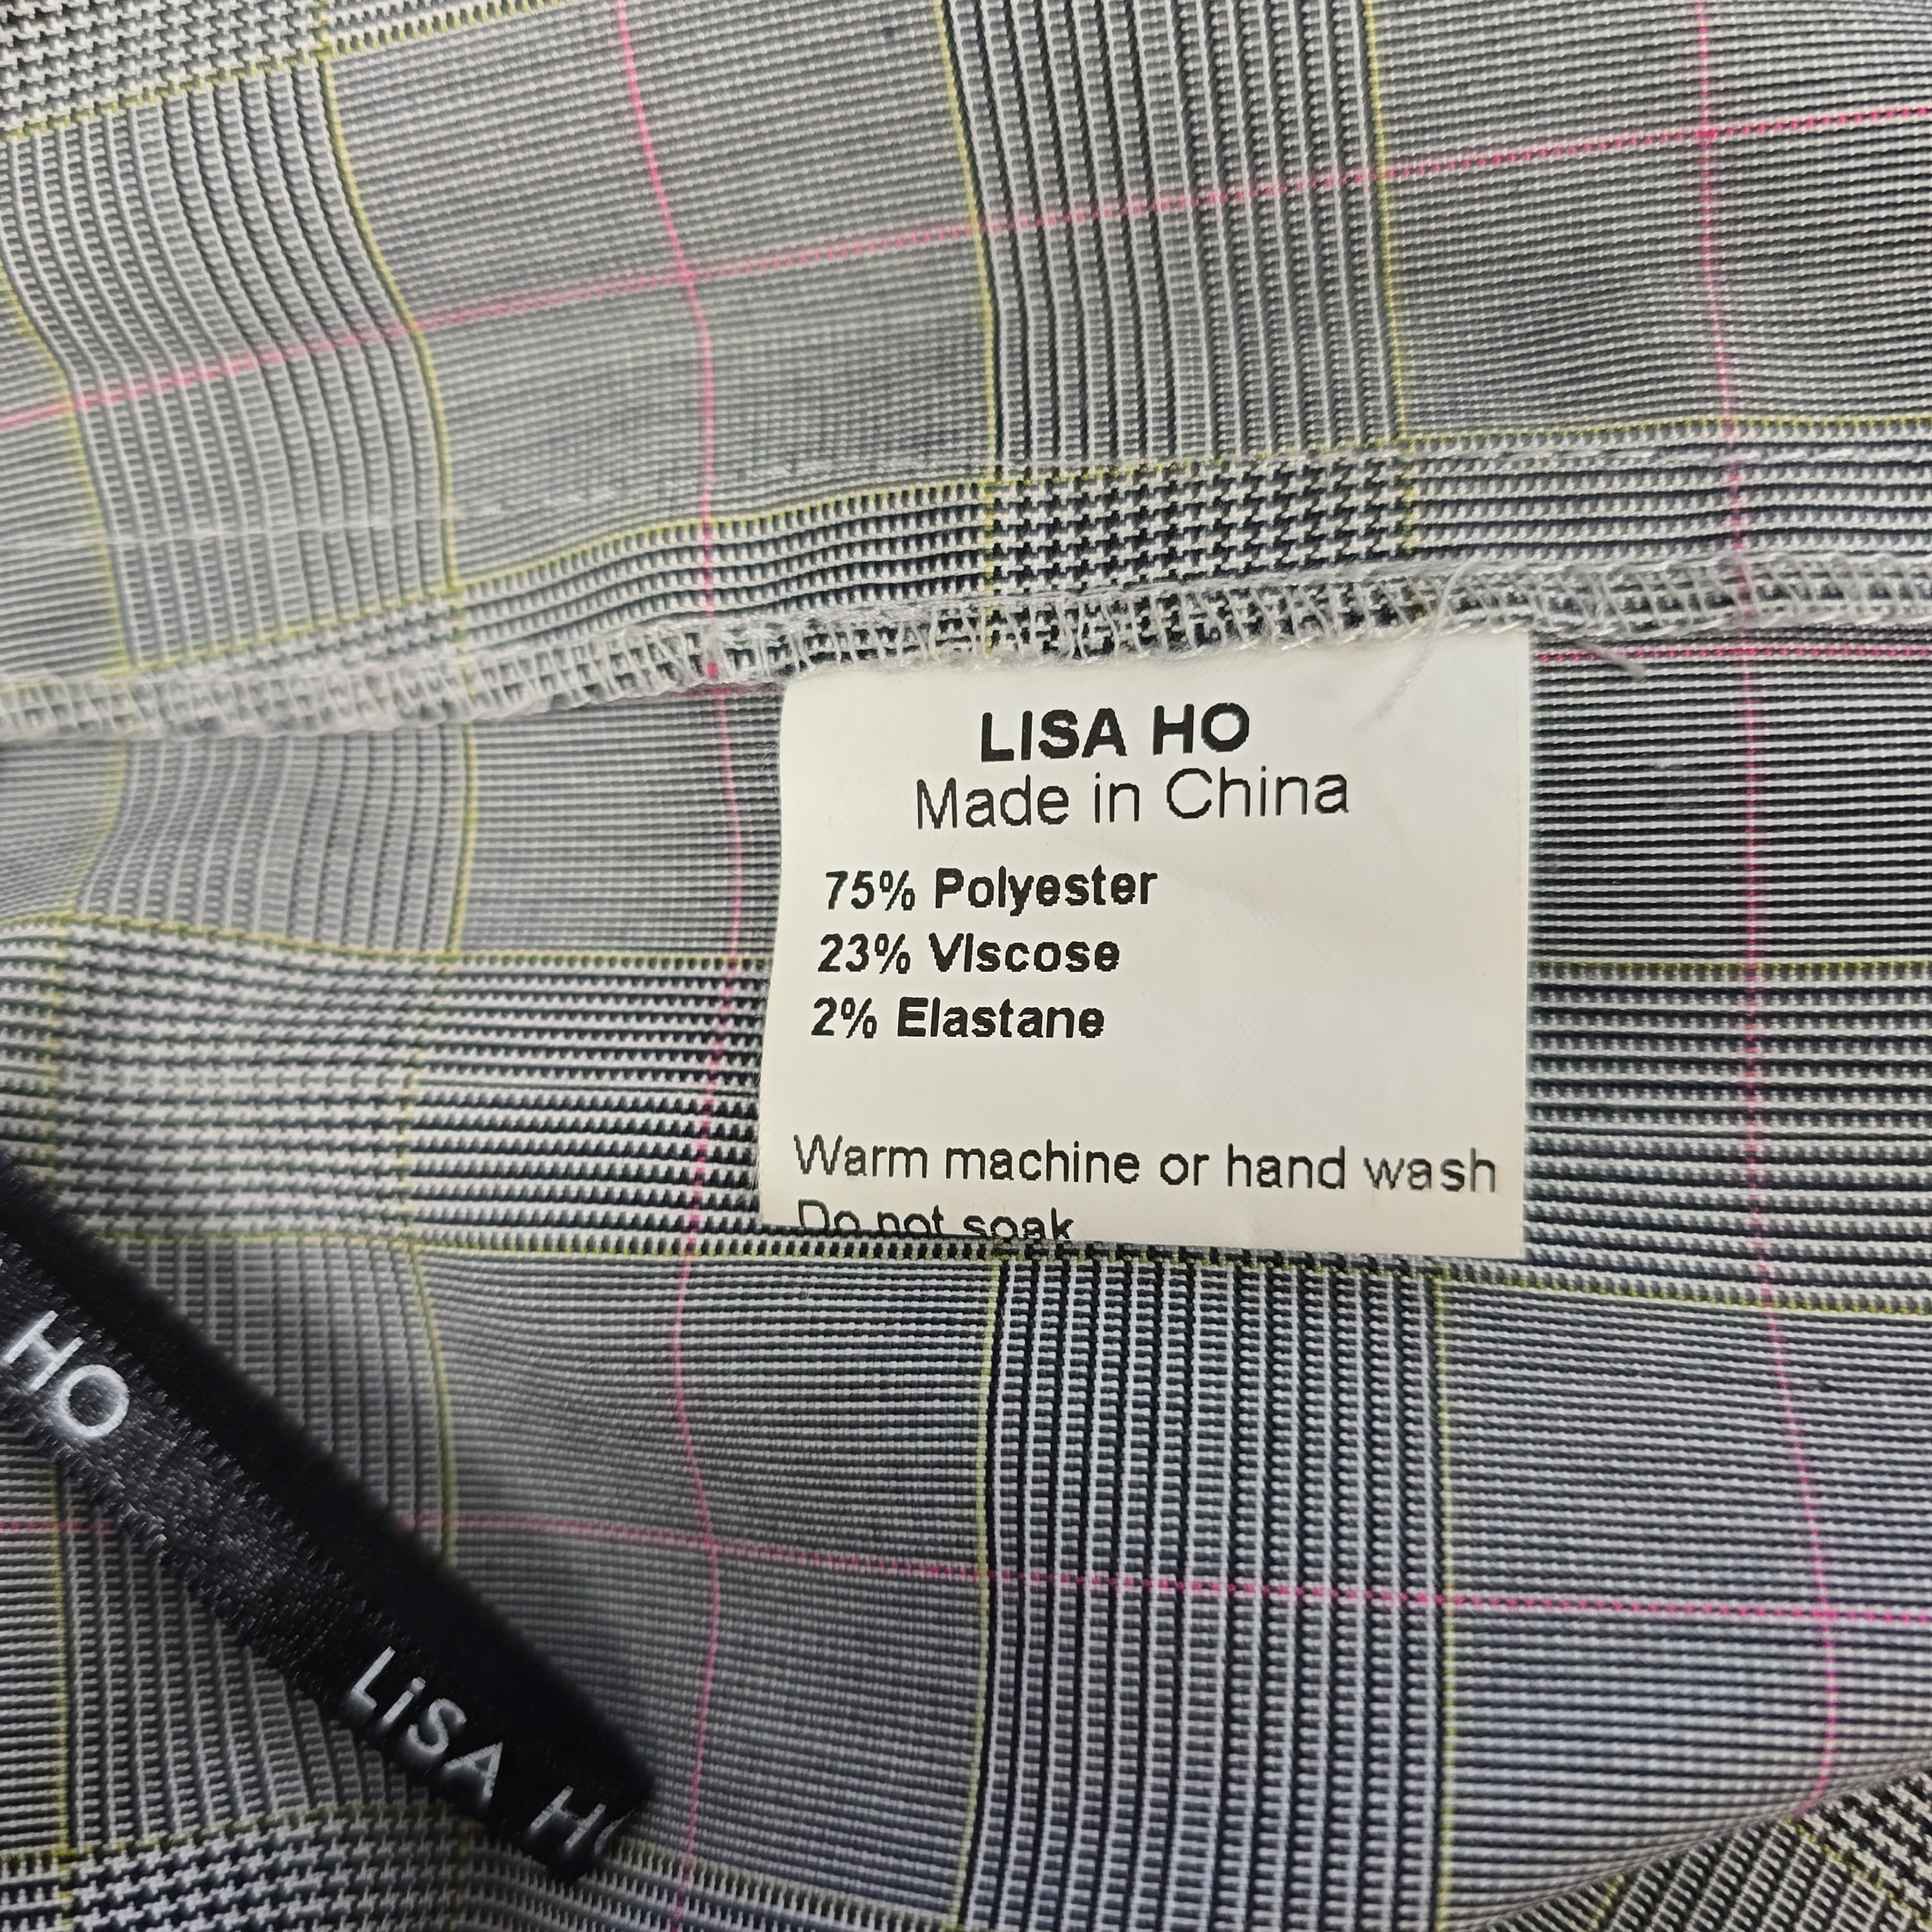 LISA HO
Made in China
75% Polyester
23% VIscose
2% Elastane
Warm machine or hand wash
Do not soak
HO
LiSA H